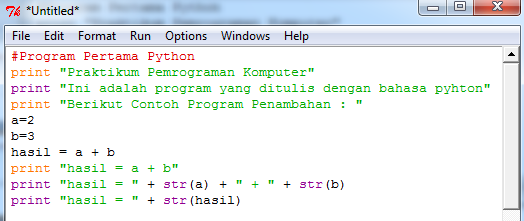 *Untitled*
File Edit Format Run Options Windows Help
#Program Pertama Python
print "Praktikum Pemrograman Komputer"
print "Ini adalah program yang ditulis dengan bahasa pyhton"
print "Berikut Contoh Program Penambahan : "
a=2
b=3
hasil = a + b
print "hasil = a + b"
print "hasil = " + str(a) + " + " + str(b)
print "hasil = " + str(hasil)